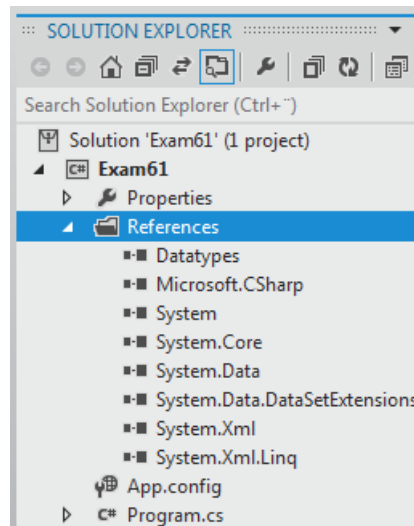 SOLUTION EXPLORER
Search Solution Explorer (Ctrl+¨)
Solution 'Exam61' (1 project)
C# Exam61
Properties
References
Datatypes
Microsoft.CSharp
System
System.Core
System.Data
System.Data.DataSetExtensions
System.Xml
System.Xml.Linq
App.config
C# Program.cs